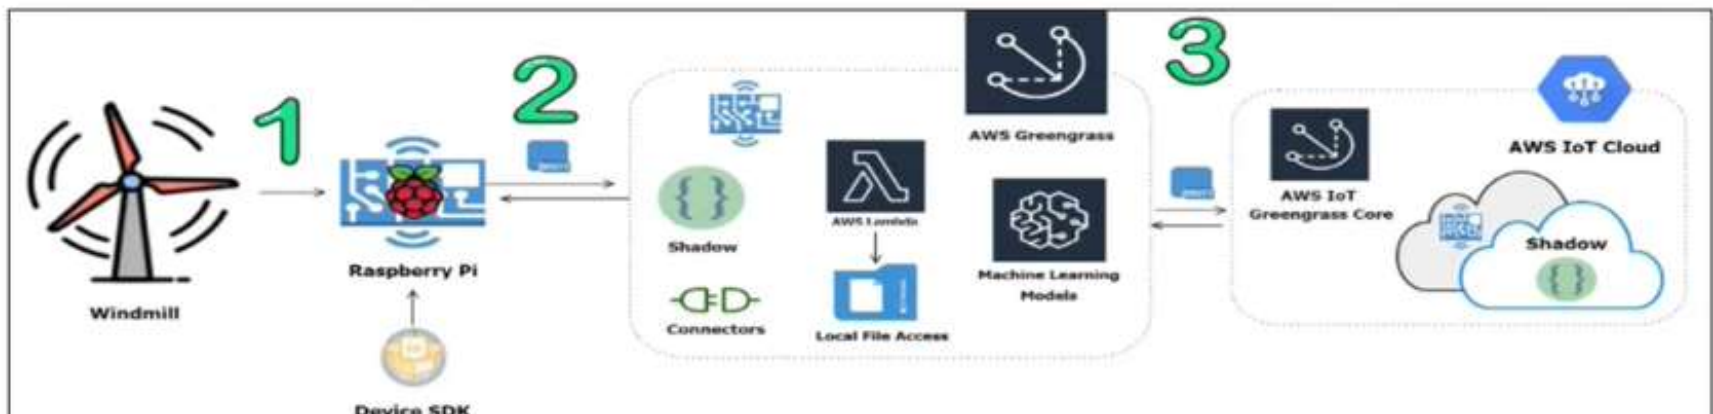 1
2
3
Windmill
Raspberry Pi
Device SDK
AWS Greengrass
Shadow
AWS Lambda
Connectors
Local File Access
Machine Learning
Models
AWS IoT Cloud
AWS IoT
Greengrass Core
Shadow